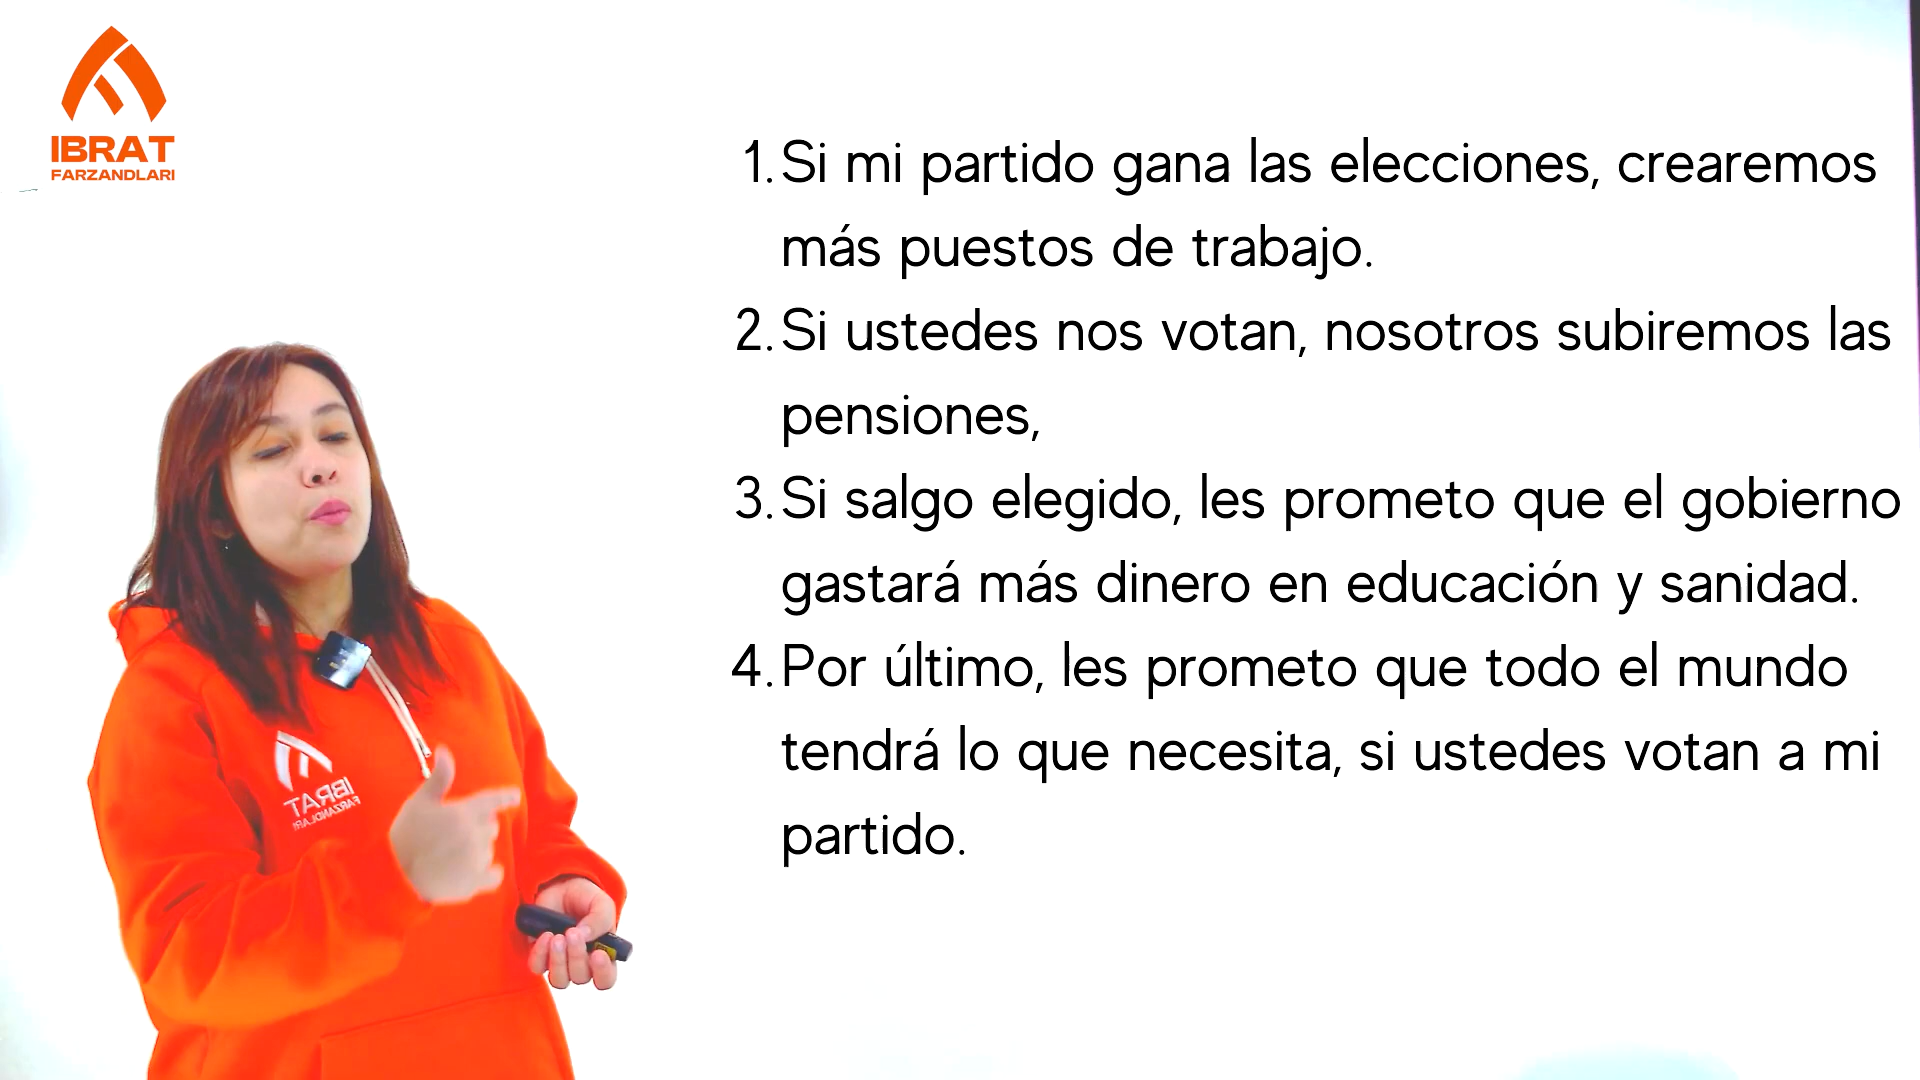 IBRAT
FARZANDLARI
1. Si mi partido gana las elecciones, crearemos
más puestos de trabajo.
2. Si ustedes nos votan, nosotros subiremos las
pensiones,
3. Si salgo elegido, les prometo que el gobierno
gastará más dinero en educación y sanidad.
4. Por último, les prometo que todo el mundo
tendrá lo que necesita, si ustedes votan a mi
partido.
IBRAT
FARZANDLARI